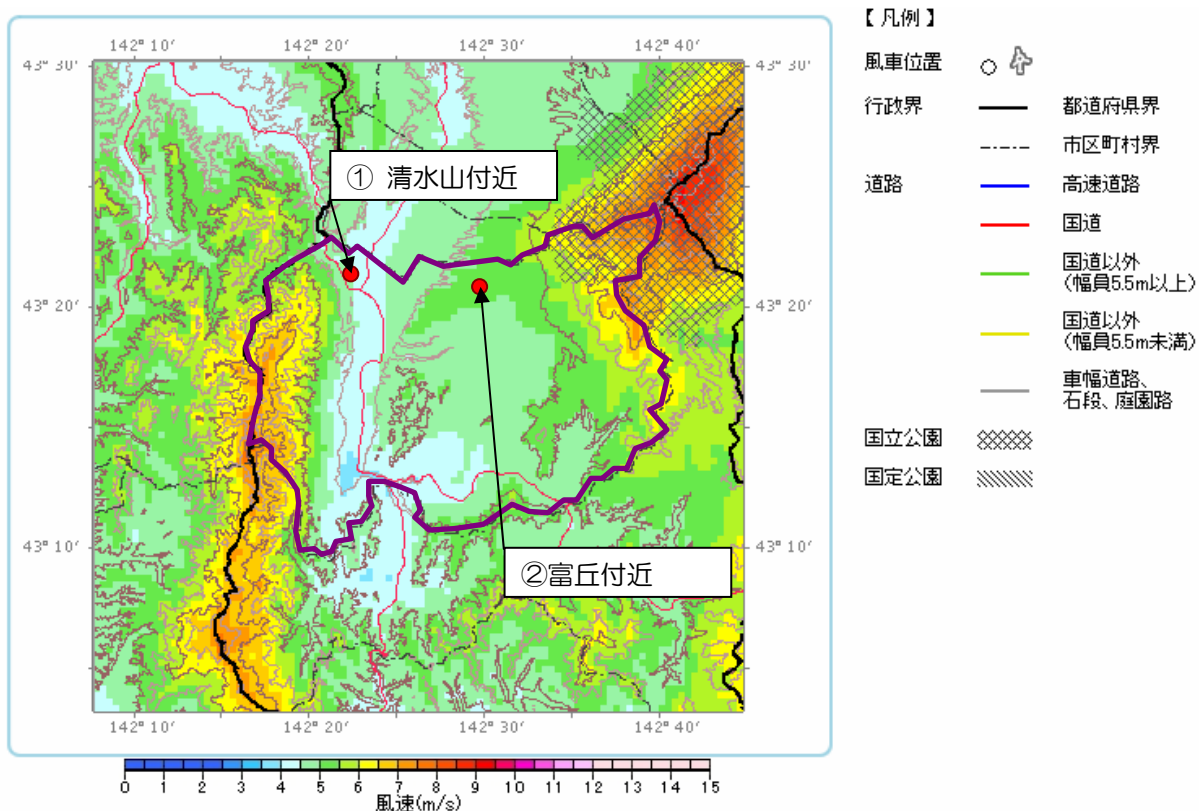 142° 10′ 142° 20′ 142° 30′ 142° 40′
43° 30′ 43° 30′
① 清水山付近
43° 20′ 43° 20′
43° 10′ 43° 10′
②富丘付近
142° 10′ 142° 20′ 142° 30′ 142° 40′
0 1 2 3 4 5 6 7 8 9 10 11 12 13 14 15
風速(m/s)
【 凡例 】
風車位置
行政界 都道府県界
市区町村界
道路 高速道路
国道
国道以外
(幅員5.5m以上)
国道以外
(幅員5.5m未満)
車幅道路、
石段、庭園路
国立公園
国定公園